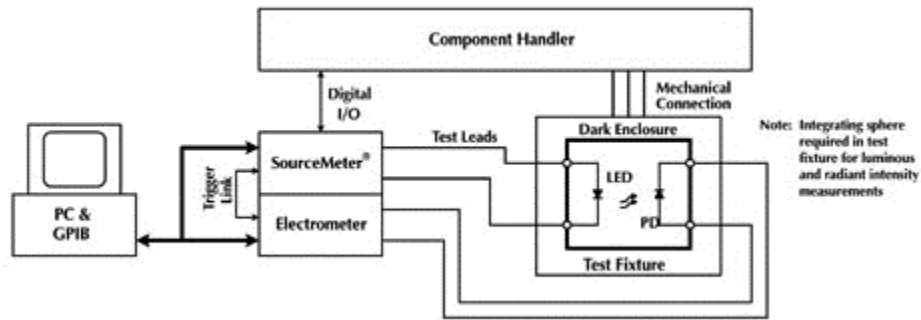 Component Handler
Digital
I/O
Mechanical
Connection
Test Leads
Dark Enclosure
Note: Integrating sphere
required in test
fixture for luminous
and radiant intensity
measurements
SourceMeter®
LED
Trigger
Link
PC &
GPIB
Electrometer
PD
Test Fixture